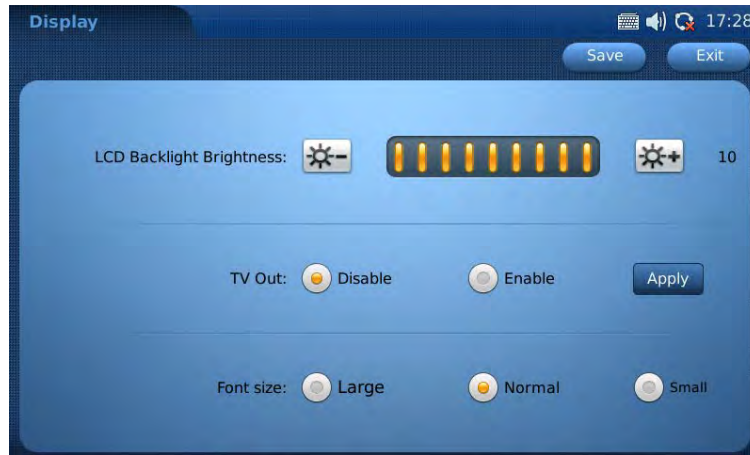 Display 17:28
Save Exit
LCD Backlight Brightness: 10
TV Out: Disable Enable Apply
Font size: Large Normal Small